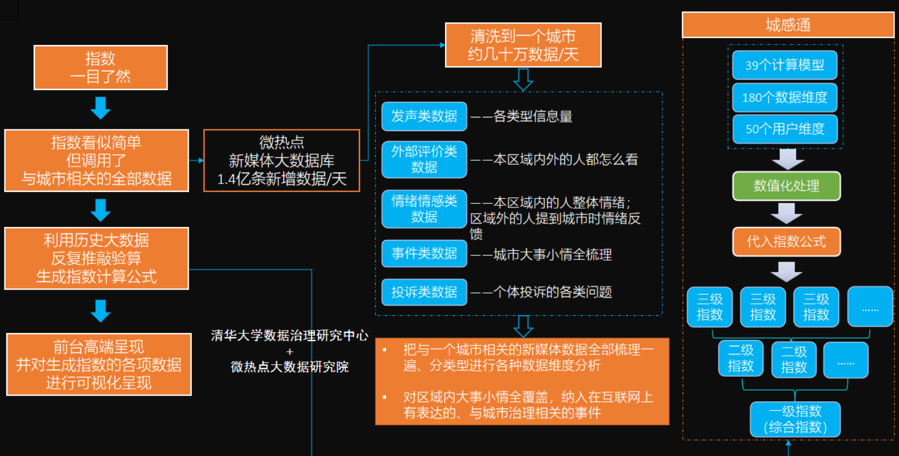 指数
一目了然
指数看似简单
但调用了
与城市相关的全部数据
利用历史大数据
反复推敲验算
生成指数计算公式
前台高端呈现
并对生成指数的各项数据
进行可视化呈现
微热点
新媒体大数据库
1.4亿条新增数据/天
清华大学数据治理研究中心
+
微热点大数据研究院
清洗到一个城市
约几十万数据/天
发声类数据
——各类型信息量
外部评价类
数据
——本区域内外的人都怎么看
情绪情感类
数据
——本区域内的人整体情绪；
区域外的人提到城市时情绪反
馈
事件类数据
——城市大事小情全梳理
投诉类数据
——个体投诉的各类问题
• 把与一个城市相关的新媒体数据全部梳理一
遍、分类型进行各种数据维度分析
• 对区域内大事小情全覆盖，纳入在互联网上
有表达的、与城市治理相关的事件
城感通
39个计算模型
180个数据维度
50个用户维度
数值化处理
代入指数公式
三级
指数
三级
指数
三级
指数
......
二级
指数
二级
指数
......
一级指数
(综合指数)